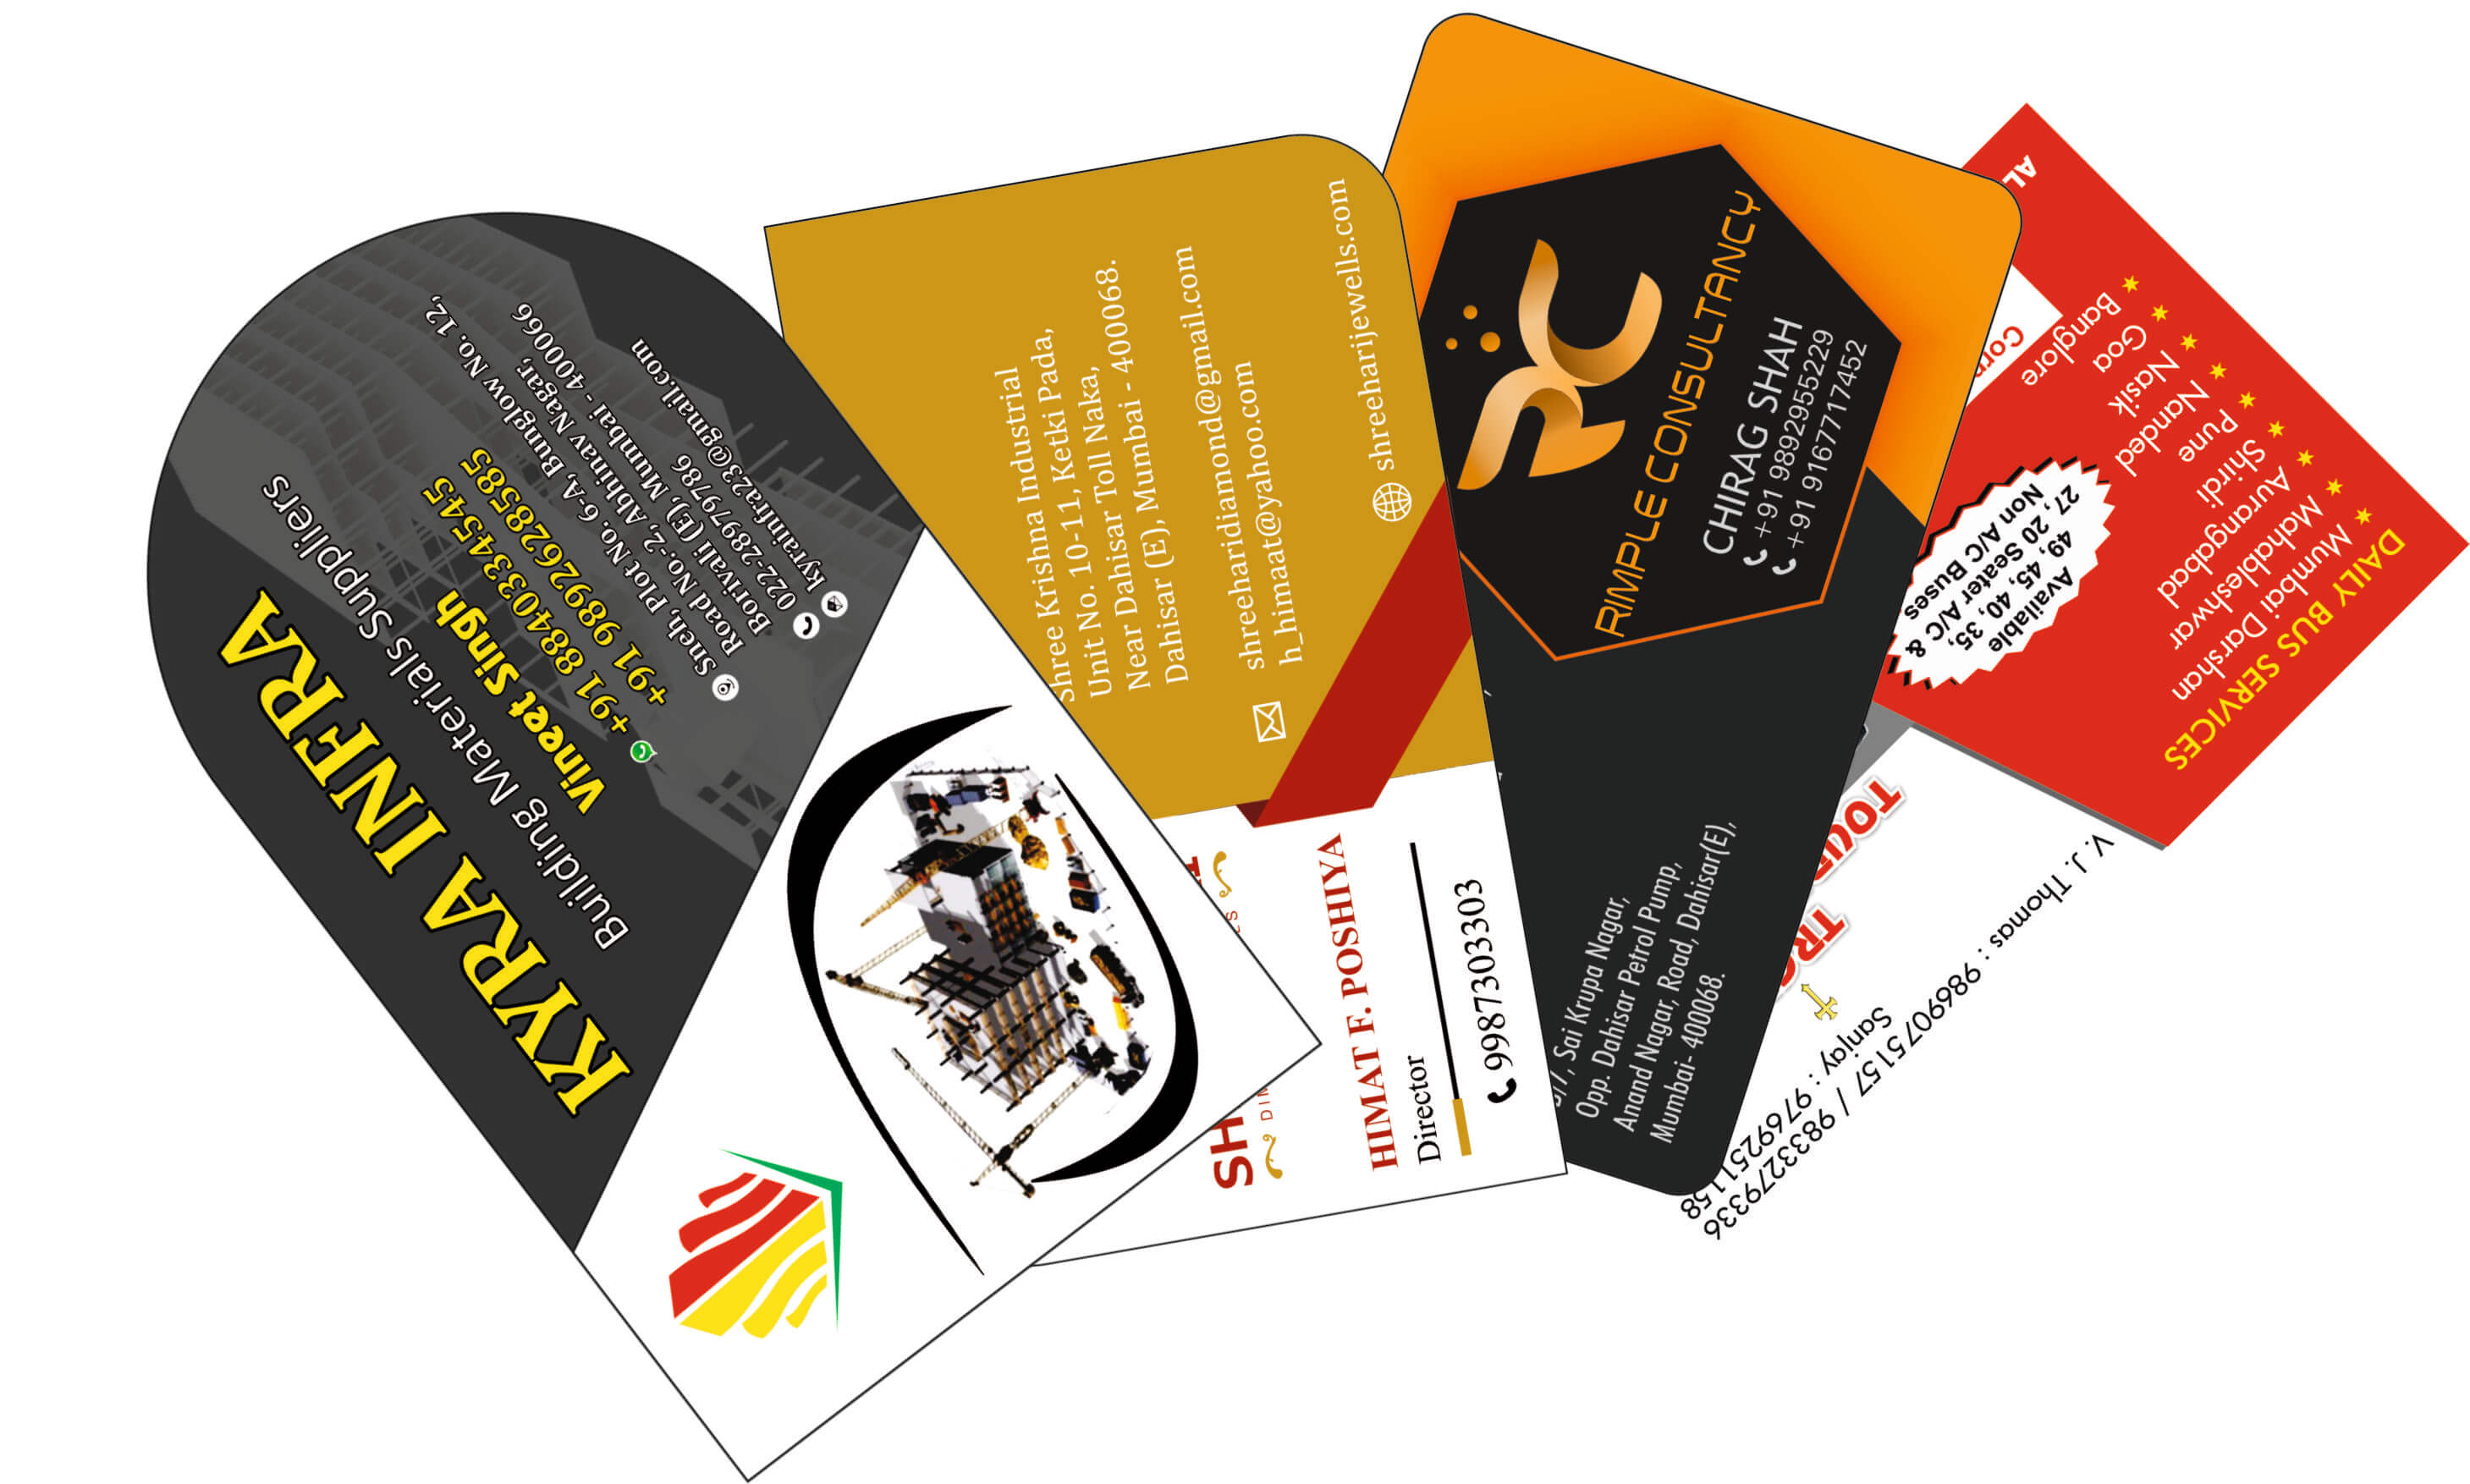 KYRA INFRA
Building Materials Suppliers
Vineet Singh
+91 8840334545
+91 9892628585
Sneh, Plot No. 6-A, Bunglow No. 12,
Road No.-2, Abhinav Nagar,
Borivali (E), Mumbai - 400066
022-28979786
kyrainfra23@gmail.com
Shree Krishna Industrial
Unit No. 10-11, Ketki Pada,
Near Dahisar Toll Naka,
Dahisar (E), Mumbai - 400068.
shreeharidiamond@gmail.com
h_himaat@yahoo.com
shreeharijewells.com
SH
DIM
HIMAT F. POSHIYA
Director
9987303303
RC
RIMPLE CONSULTANCY
CHIRAG SHAH
+91 9892955229
+91 9167717452
Sai Krupa Nagar,
Opp. Dahisar Petrol Pump,
Anand Nagar, Road, Dahisar(E),
Mumbai- 400068.
AL
Corp
DAILY BUS SERVICES
Mumbai Darshan
Mahableshwar
Aurangabad
Shirdi
Pune
Nanded
Nasik
Goa
Banglore
Available
49, 45, 40, 35,
27, 20 Seater A/C &
Non A/C Buses
V. J. Thomas : 9869075157 / 9833279336
Sanjay : 9769251158